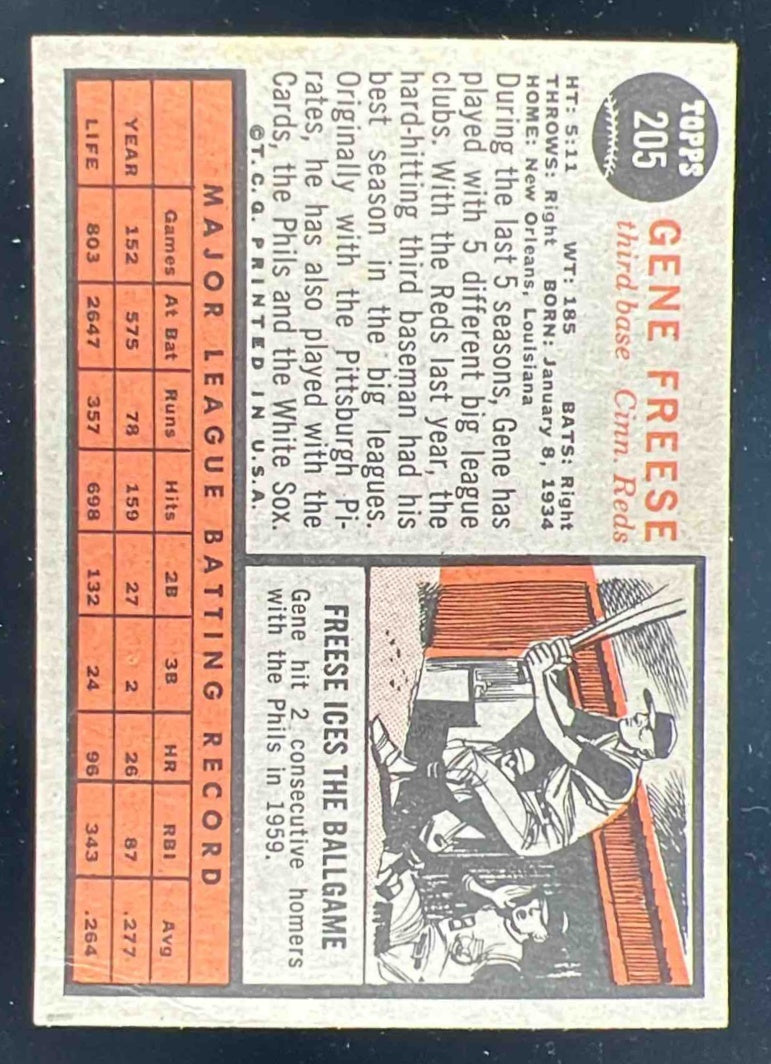 TOPPS
205
GENE FREESE
third base Cinn. Reds
HT: 5:11 WT: 185 BATS: Right
THROWS: Right BORN: January 8, 1934
HOME: New Orleans, Louisiana
During the last 5 seasons, Gene has
played with 5 different big league
clubs. With the Reds last year, the
hard-hitting third baseman had his
best season in the big leagues.
Originally with the Pittsburgh Pi-
rates, he has also played with the
Cards, the Phils and the White Sox.
©T.C.G. PRINTED IN U.S.A.
FREESE ICES THE BALLGAME
Gene hit 2 consecutive homers
with the Phils in 1959.
MAJOR LEAGUE BATTING RECORD
Games At Bat Runs Hits 2B 3B HR RBI Avg
YEAR 152 575 78 159 27 2 26 87 .277
LIFE 803 2647 357 698 132 24 96 343 .264